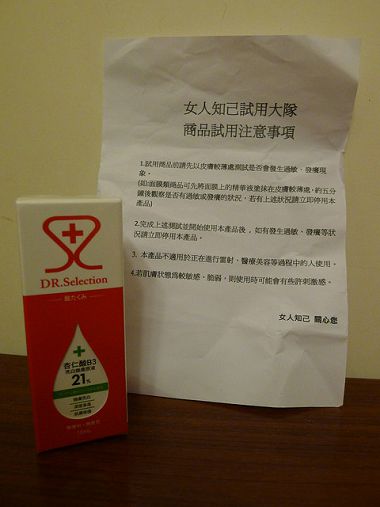 女人知己試用大隊
商品試用注意事項
1.試用商品前請先以皮膚較薄處測試是否會發生過敏、發癢現
象，
(如:面膜類商品可先將面膜上的精華液塗抹在皮膚較薄處，約五分
鐘後觀察是否有過敏或發癢的狀況，若有上述狀況請立即停用本
產品)
2.完成上述測試並開始使用本產品後，如有發生過敏、發癢等狀
況請立即停用本產品。
3. 本產品不適用於正在進行雷射、醫療美容等過程中的人使用。
4.若肌膚狀態為較敏感、脆弱，則使用時可能會有些許刺激感。
女人知己 關心您
DR.Selection
杏仁酸B3
21%